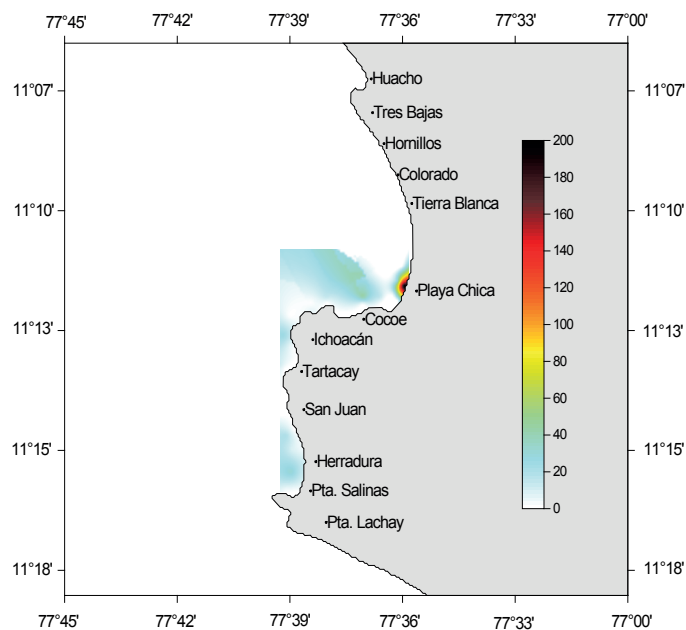 77°45' 77°42' 77°39' 77°36' 77°33' 77°00'
11°07' 11°07'
Huacho
Tres Bajas
Hornillos
200
Colorado
180
Tierra Blanca
11°10' 11°10'
160
140
120
Playa Chica
Cocoe
100
11°13' 11°13'
Ichoacán
80
Tartacay
60
San Juan
40
11°15' 11°15'
Herradura
20
Pta. Salinas
0
Pta. Lachay
11°18' 11°18'
77°45' 77°42' 77°39' 77°36' 77°33' 77°00'